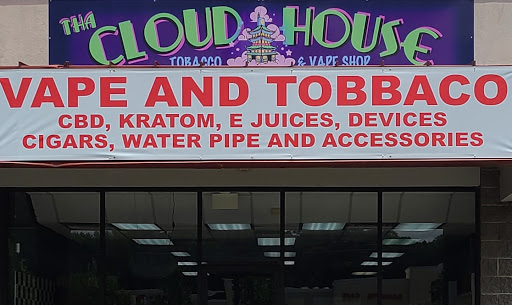 THA CLOUD HOUSE
TOBACCO & VAPE SHOP
VAPE AND TOBBACO
CBD, KRATOM, E JUICES, DEVICES
CIGARS, WATER PIPE AND ACCESSORIES